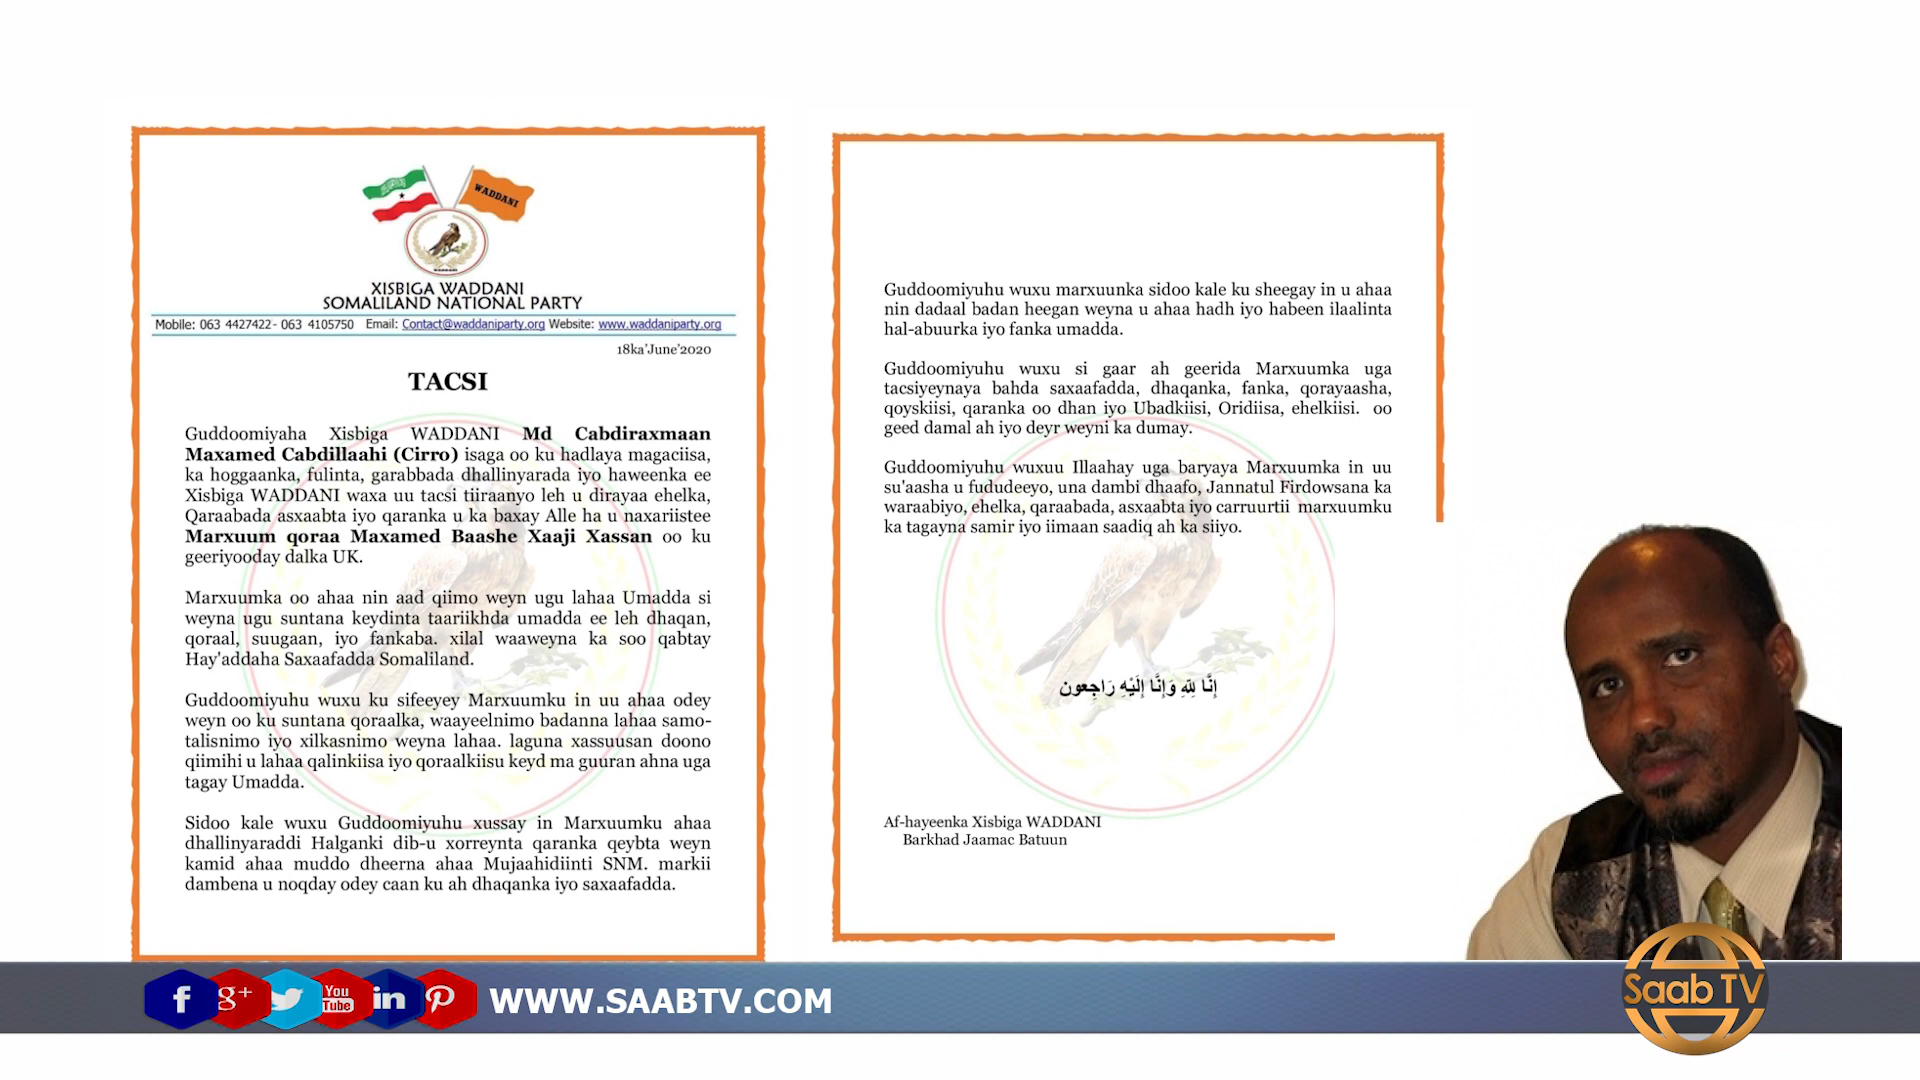 WADDANI
XISBIGA WADDANI
SOMALILAND NATIONAL PARTY
Mobile: 063 4427422- 063 4105750 Email: Contact@waddaniparty.org Website: www.waddaniparty.org
18ka'June'2020
TACSI
Guddoomiyaha Xisbiga WADDANI Md Cabdiraxmaan
Maxamed Cabdillaahi (Cirro) isaga oo ku hadlaya magaciisa,
ka hoggaanka, fulinta, garabbada dhallinyarada iyo haweenka ee
Xisbiga WADDANI waxa uu tacsi tiiraanyo leh u dirayaa ehelka,
Qaraabada asxaabta iyo qaranka u ka baxay Alle ha u naxariistee
Marxuum qoraa Maxamed Baashe Xaaji Xassan oo ku
geeriyooday dalka UK.
Marxuumka oo ahaa nin aad qiimo weyn ugu lahaa Umadda si
weyna ugu suntana keydinta taariikhda umadda ee leh dhaqan,
qoraal, suugaan, iyo fankaba. xilal waaweyna ka soo qabtay
Hay'addaha Saxaafadda Somaliland.
Guddoomiyuhu wuxu ku sifeeyey Marxuumku in uu ahaa odey
weyn oo ku suntana qoraalka, waayeelnimo badanna lahaa samo-
talisnimo iyo xilkasnimo weyna lahaa. laguna xassuusan doono
qiimihi u lahaa qalinkiisa iyo qoraalkiisu keyd ma guuran ahna uga
tagay Umadda.
Sidoo kale wuxu Guddoomiyuhu xussay in Marxuumku ahaa
dhallinyaraddi Halganki dib-u xorreynta qaranka qeybta weyn
kamid ahaa muddo dheerna ahaa Mujaahidiinti SNM. markii
dambena u noqday odey caan ku ah dhaqanka iyo saxaafadda.
Guddoomiyuhu wuxu marxuunka sidoo kale ku sheegay in u ahaa
nin dadaal badan heegan weyna u ahaa hadh iyo habeen ilaalinta
hal-abuurka iyo fanka umadda.
Guddoomiyuhu wuxu si gaar ah geerida Marxuumka uga
tacsiyeynaya bahda saxaafadda, dhaqanka, fanka, qorayaasha,
qoyskiisi, qaranka oo dhan iyo Ubadkiisi, Oridiisa, ehelkiisi. oo
geed damal ah iyo deyr weyni ka dumay.
Guddoomiyuhu wuxuu Illaahay uga baryaya Marxuumka in uu
su'aasha u fududeeyo, una dambi dhaafo, Jannatul Firdowsana ka
waraabiyo, ehelka, qaraabada, asxaabta iyo carruurtii marxuumku
ka tagayna samir iyo iimaan saadiq ah ka siiyo.
إِنَّا لِلّهِ وَإِنَّا إِلَيْهِ رَاجِعون
Af-hayeenka Xisbiga WADDANI
Barkhad Jaamac Batuun
f g+ You Tube in P
WWW.SAABTV.COM
Saab TV